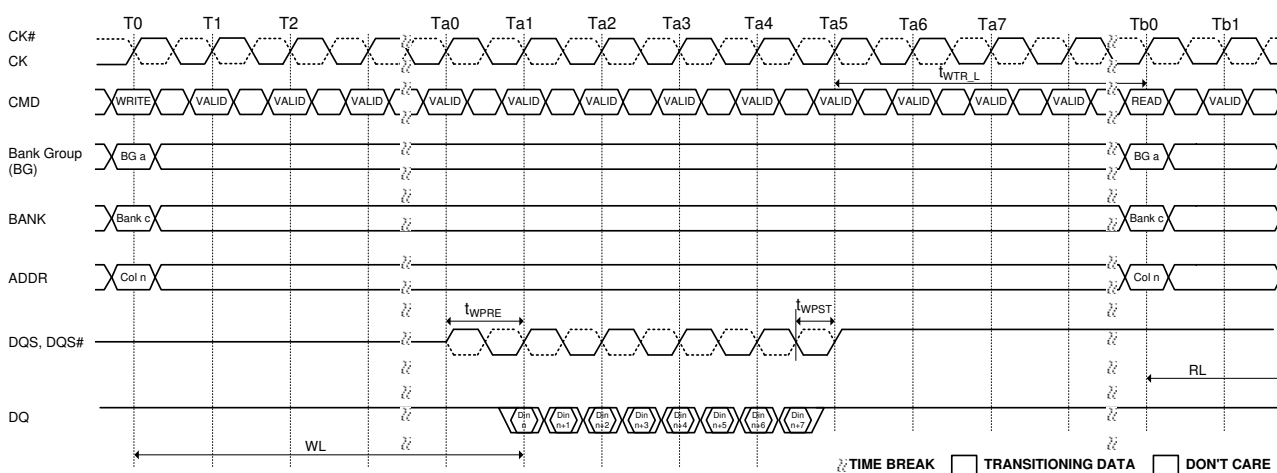 T0 T1 T2 Ta0 Ta1 Ta2 Ta3 Ta4 Ta5 Ta6 Ta7 Tb0 Tb1
CK#
CK
tWTR_L
CMD WRITE VALID VALID VALID VALID VALID VALID VALID VALID VALID VALID VALID VALID READ VALID
Bank Group
(BG) BG a BG a
BANK Bank c Bank c
ADDR Col n Col n
tWPRE tWPST
DQS, DQS#
RL
DQ Din n Din n+1 Din n+2 Din n+3 Din n+4 Din n+5 Din n+6 Din n+7
WL
TIME BREAK TRANSITIONING DATA DON'T CARE